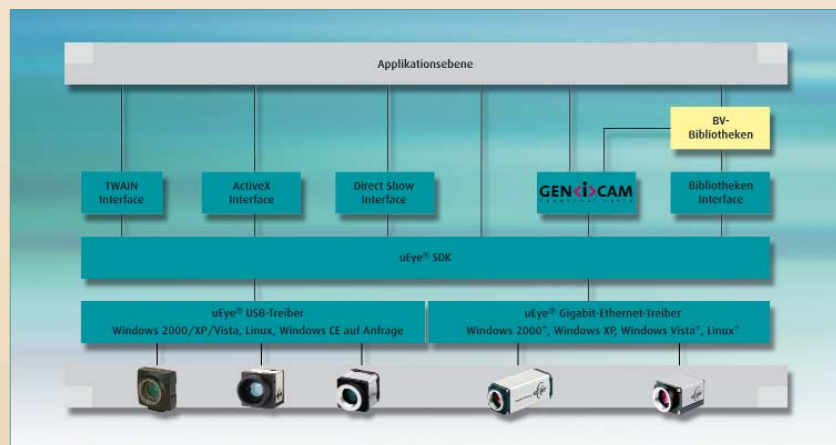 Applikationsebene
BV-
Bibliotheken
TWAIN
Interface
ActiveX
Interface
Direct Show
Interface
GEN<i>CAM
Bibliotheken
Interface
uEye® SDK
uEye® USB-Treiber
Windows 2000/XP/Vista, Linux, Windows CE auf Anfrage
uEye® Gigabit-Ethernet-Treiber
Windows 2000*, Windows XP, Windows Vista*, Linux*